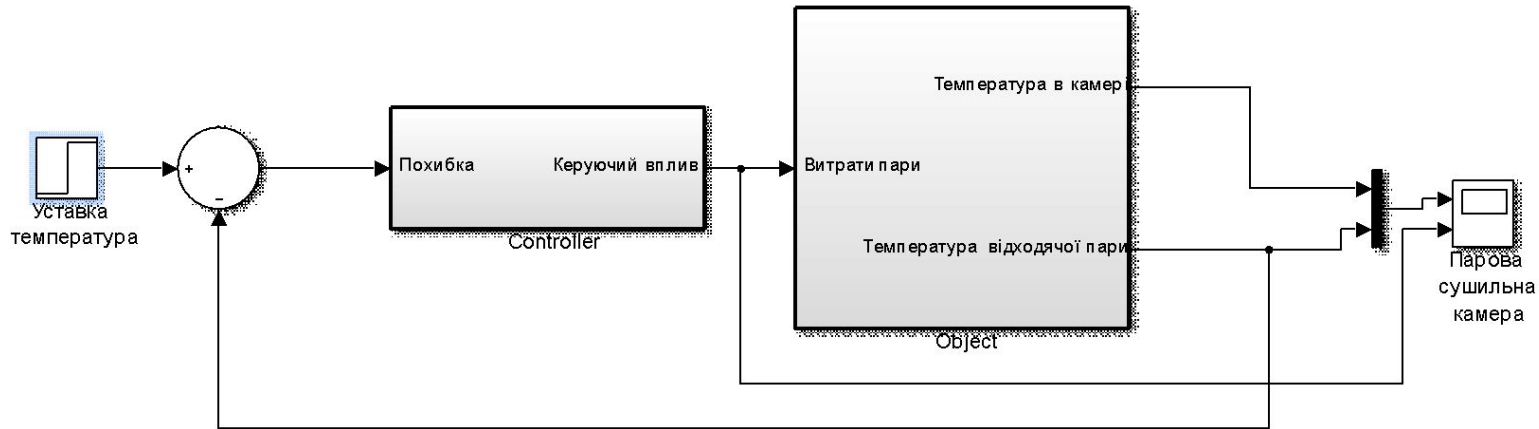 Температура в камері
+
Похибка
Керуючий вплив
Витрати пари
−
Уставка
температура
Controller
Температура відходячої пари
Парова
сушильна
камера
Object